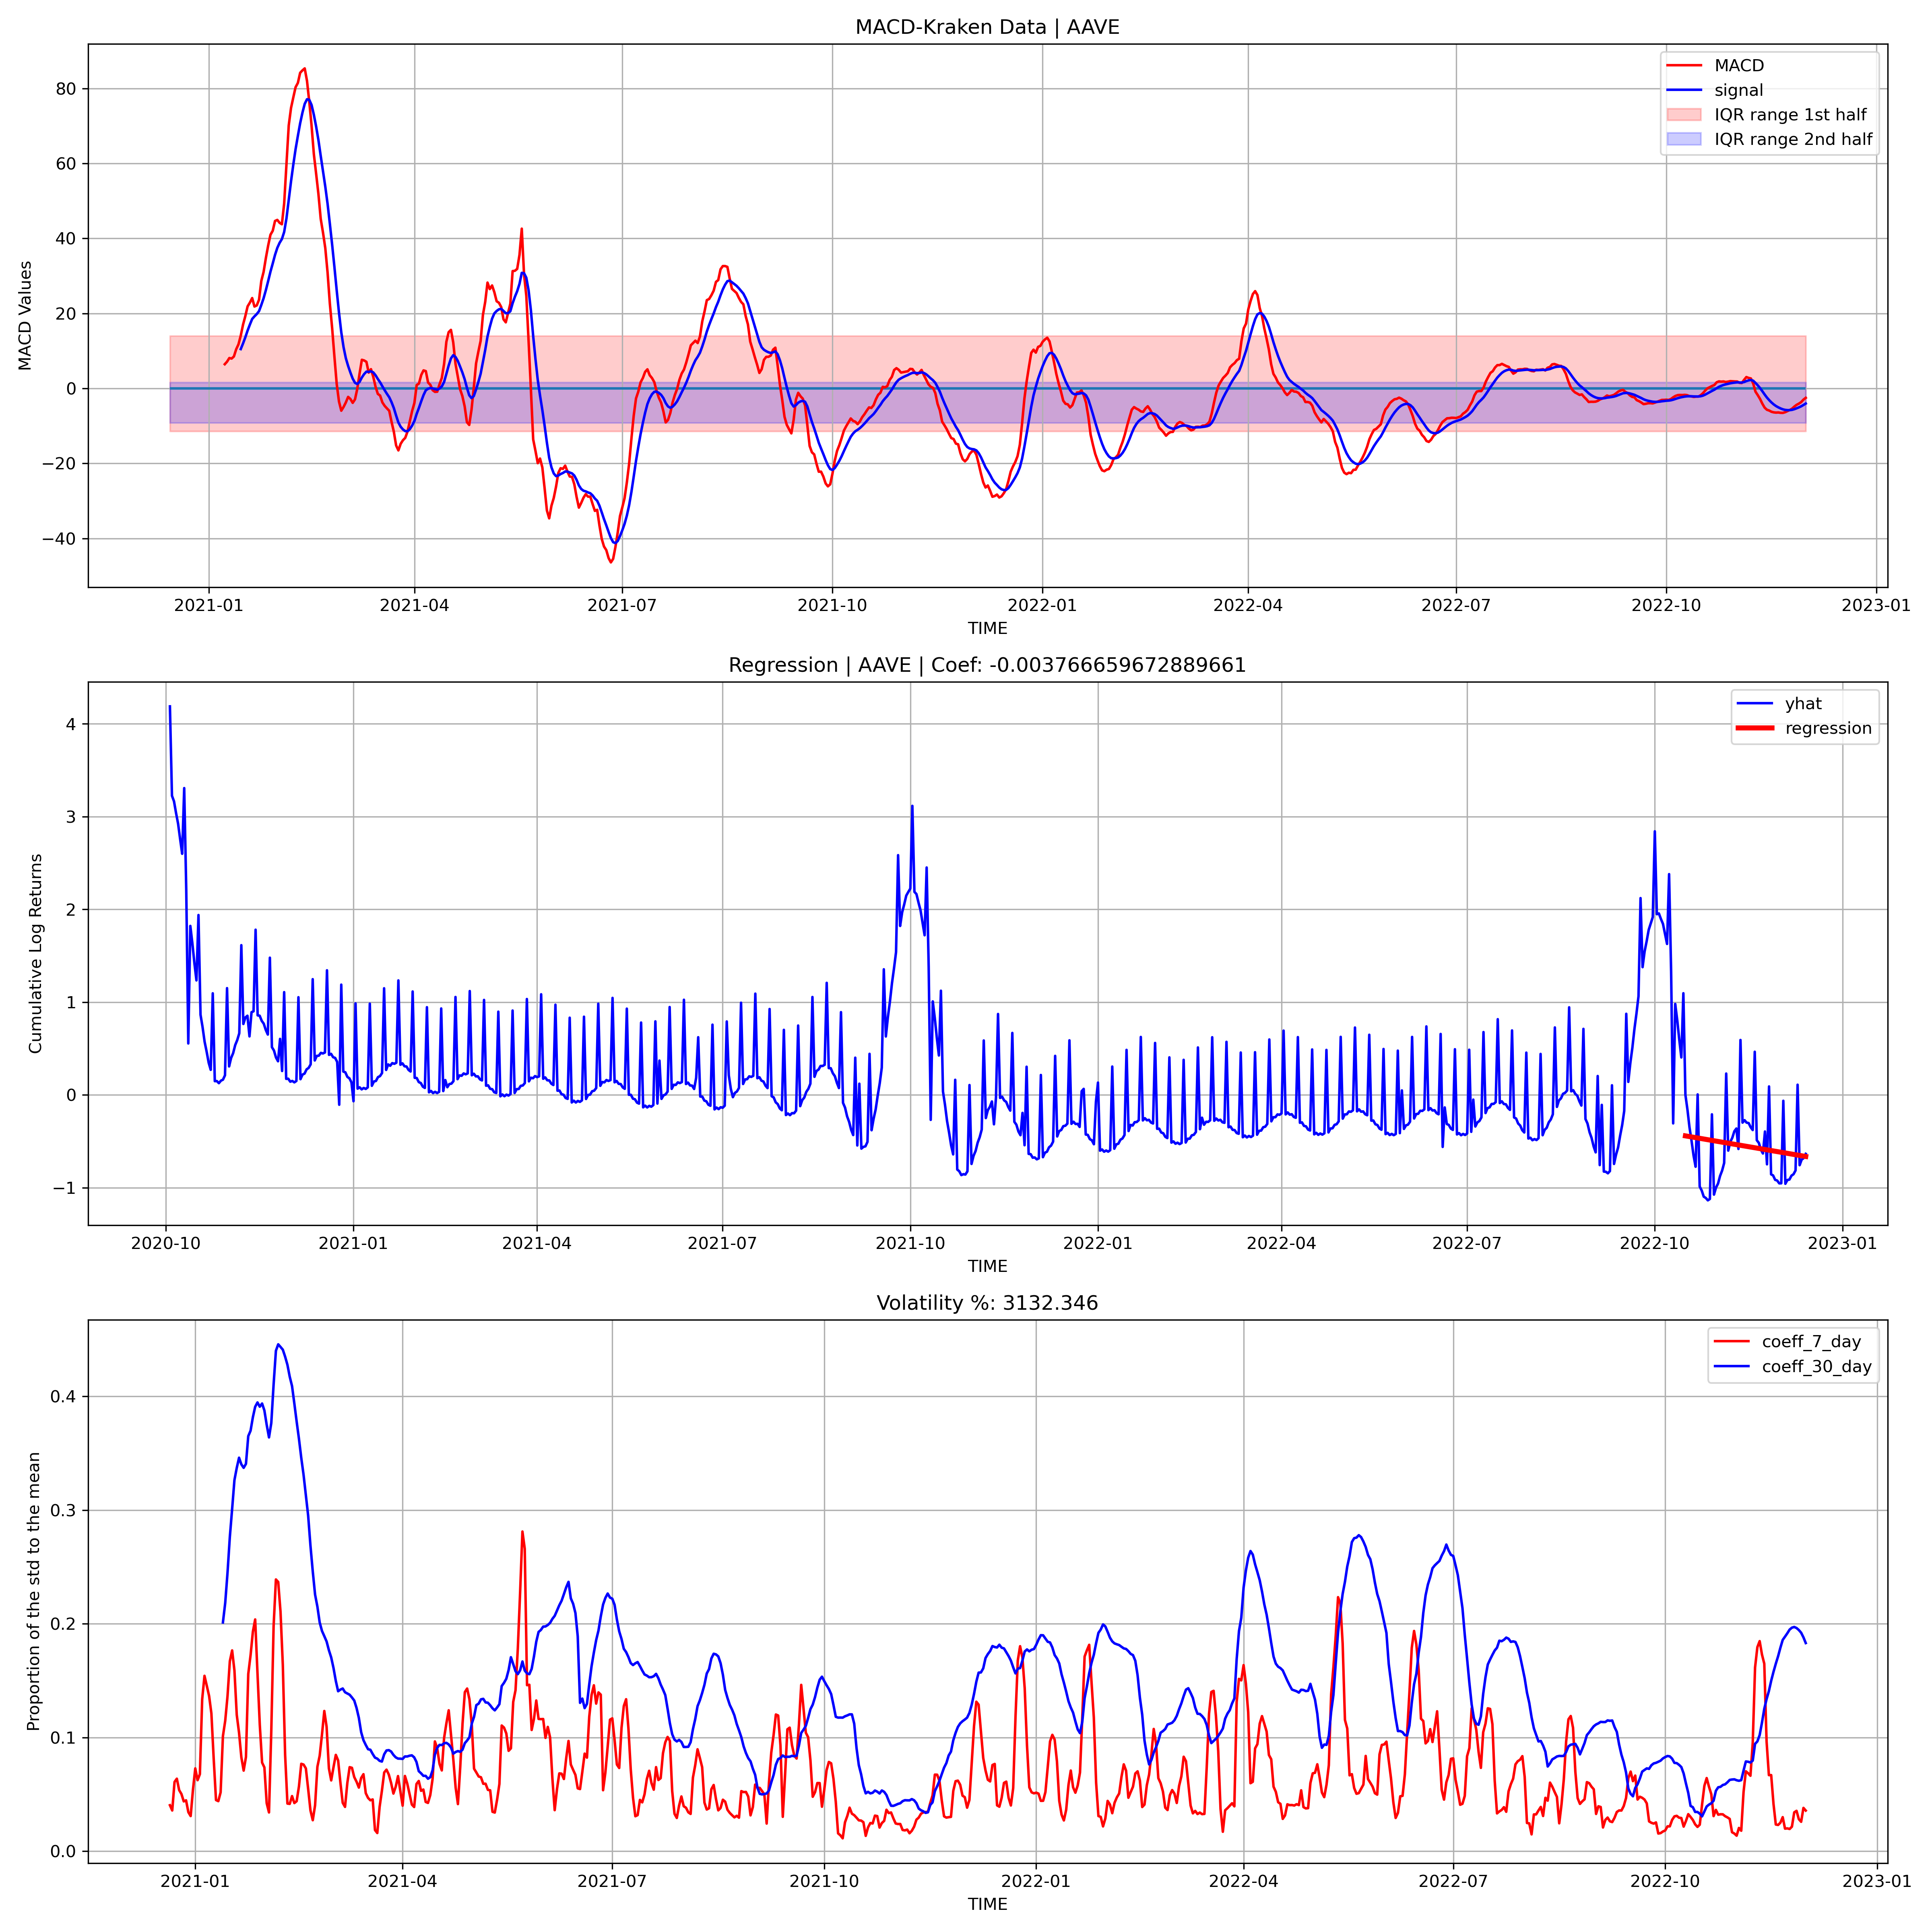 MACD-Kraken Data | AAVE
MACD
signal
IQR range 1st half
IQR range 2nd half
MACD Values
80
60
40
20
0
−20
−40
2021-01 2021-04 2021-07 2021-10 2022-01 2022-04 2022-07 2022-10 2023-01
TIME
Regression | AAVE | Coef: -0.003766659672889661
yhat
regression
Cumulative Log Returns
4
3
2
1
0
−1
2020-10 2021-01 2021-04 2021-07 2021-10 2022-01 2022-04 2022-07 2022-10 2023-01
TIME
Volatility %: 3132.346
coeff_7_day
coeff_30_day
Proportion of the std to the mean
0.4
0.3
0.2
0.1
0.0
2021-01 2021-04 2021-07 2021-10 2022-01 2022-04 2022-07 2022-10 2023-01
TIME